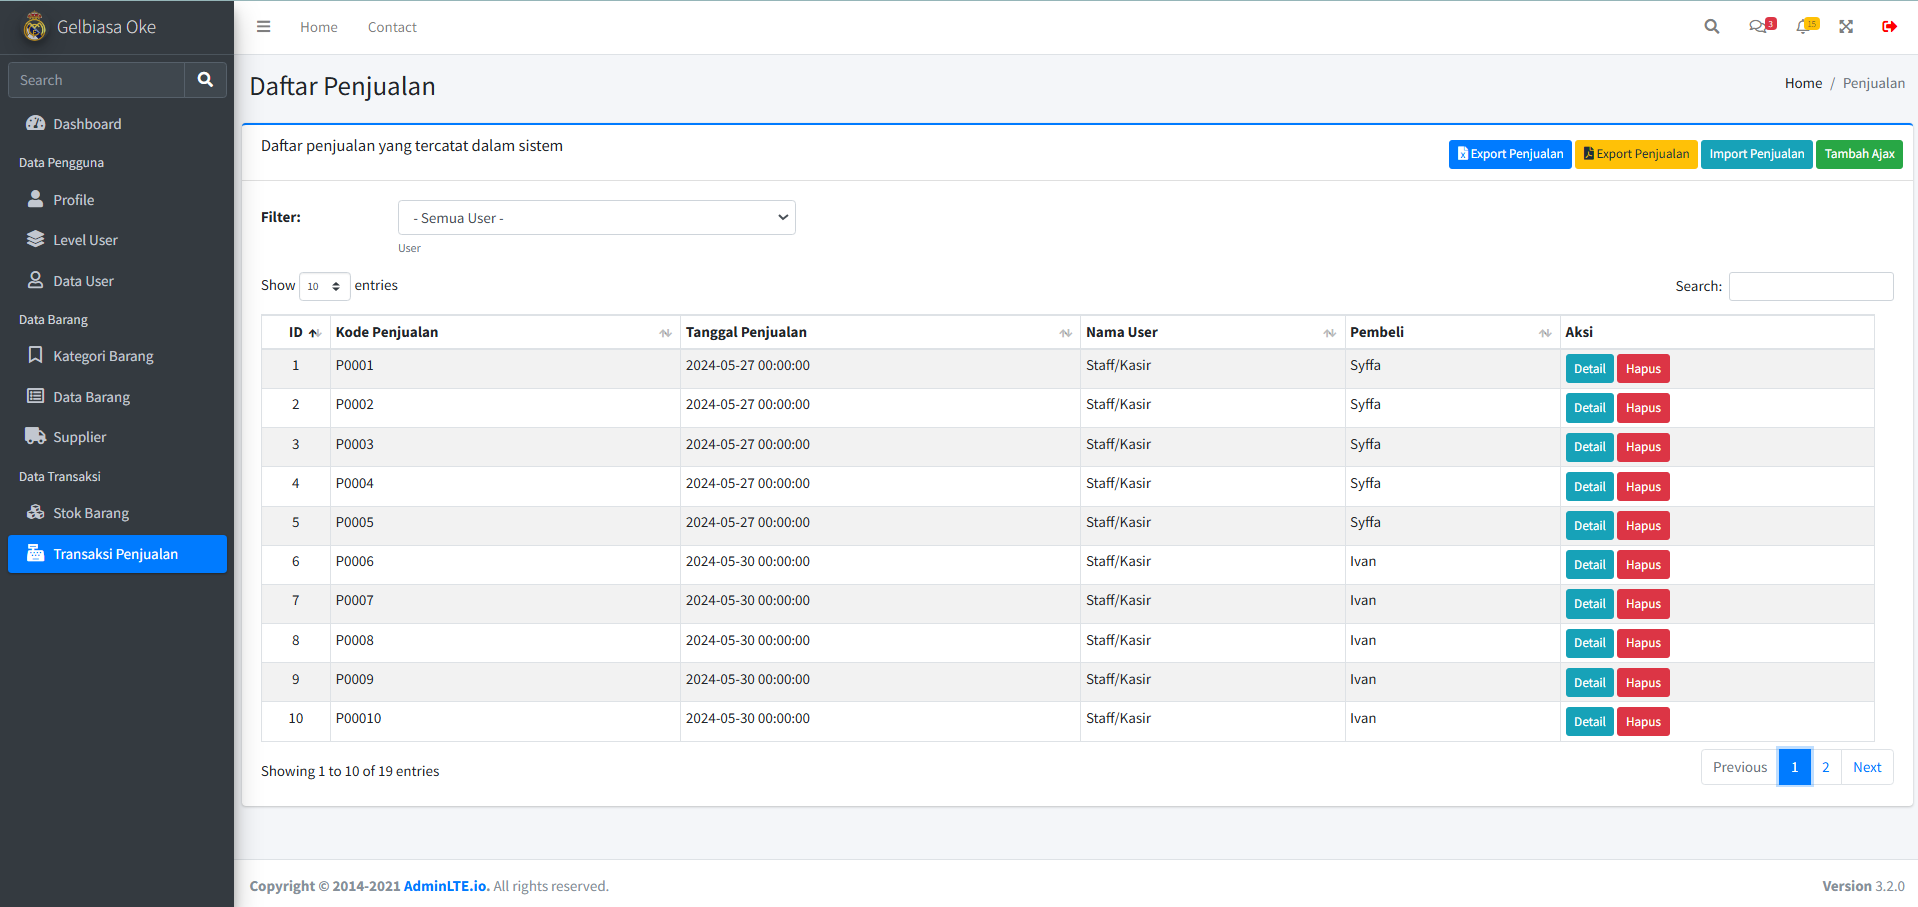 Gelbiasa Oke
Home Contact
3 15
Search
Daftar Penjualan
Home / Penjualan
Dashboard
Data Pengguna
Profile
Level User
Data User
Data Barang
Kategori Barang
Data Barang
Supplier
Data Transaksi
Stok Barang
Transaksi Penjualan
Daftar penjualan yang tercatat dalam sistem
Export Penjualan Export Penjualan Import Penjualan Tambah Ajax
Filter: - Semua User -
User
Show 10 entries Search:
ID Kode Penjualan Tanggal Penjualan Nama User Pembeli Aksi
1 P0001 2024-05-27 00:00:00 Staff/Kasir Syffa Detail Hapus
2 P0002 2024-05-27 00:00:00 Staff/Kasir Syffa Detail Hapus
3 P0003 2024-05-27 00:00:00 Staff/Kasir Syffa Detail Hapus
4 P0004 2024-05-27 00:00:00 Staff/Kasir Syffa Detail Hapus
5 P0005 2024-05-27 00:00:00 Staff/Kasir Syffa Detail Hapus
6 P0006 2024-05-30 00:00:00 Staff/Kasir Ivan Detail Hapus
7 P0007 2024-05-30 00:00:00 Staff/Kasir Ivan Detail Hapus
8 P0008 2024-05-30 00:00:00 Staff/Kasir Ivan Detail Hapus
9 P0009 2024-05-30 00:00:00 Staff/Kasir Ivan Detail Hapus
10 P00010 2024-05-30 00:00:00 Staff/Kasir Ivan Detail Hapus
Showing 1 to 10 of 19 entries Previous 1 2 Next
Copyright © 2014-2021 AdminLTE.io. All rights reserved. Version 3.2.0